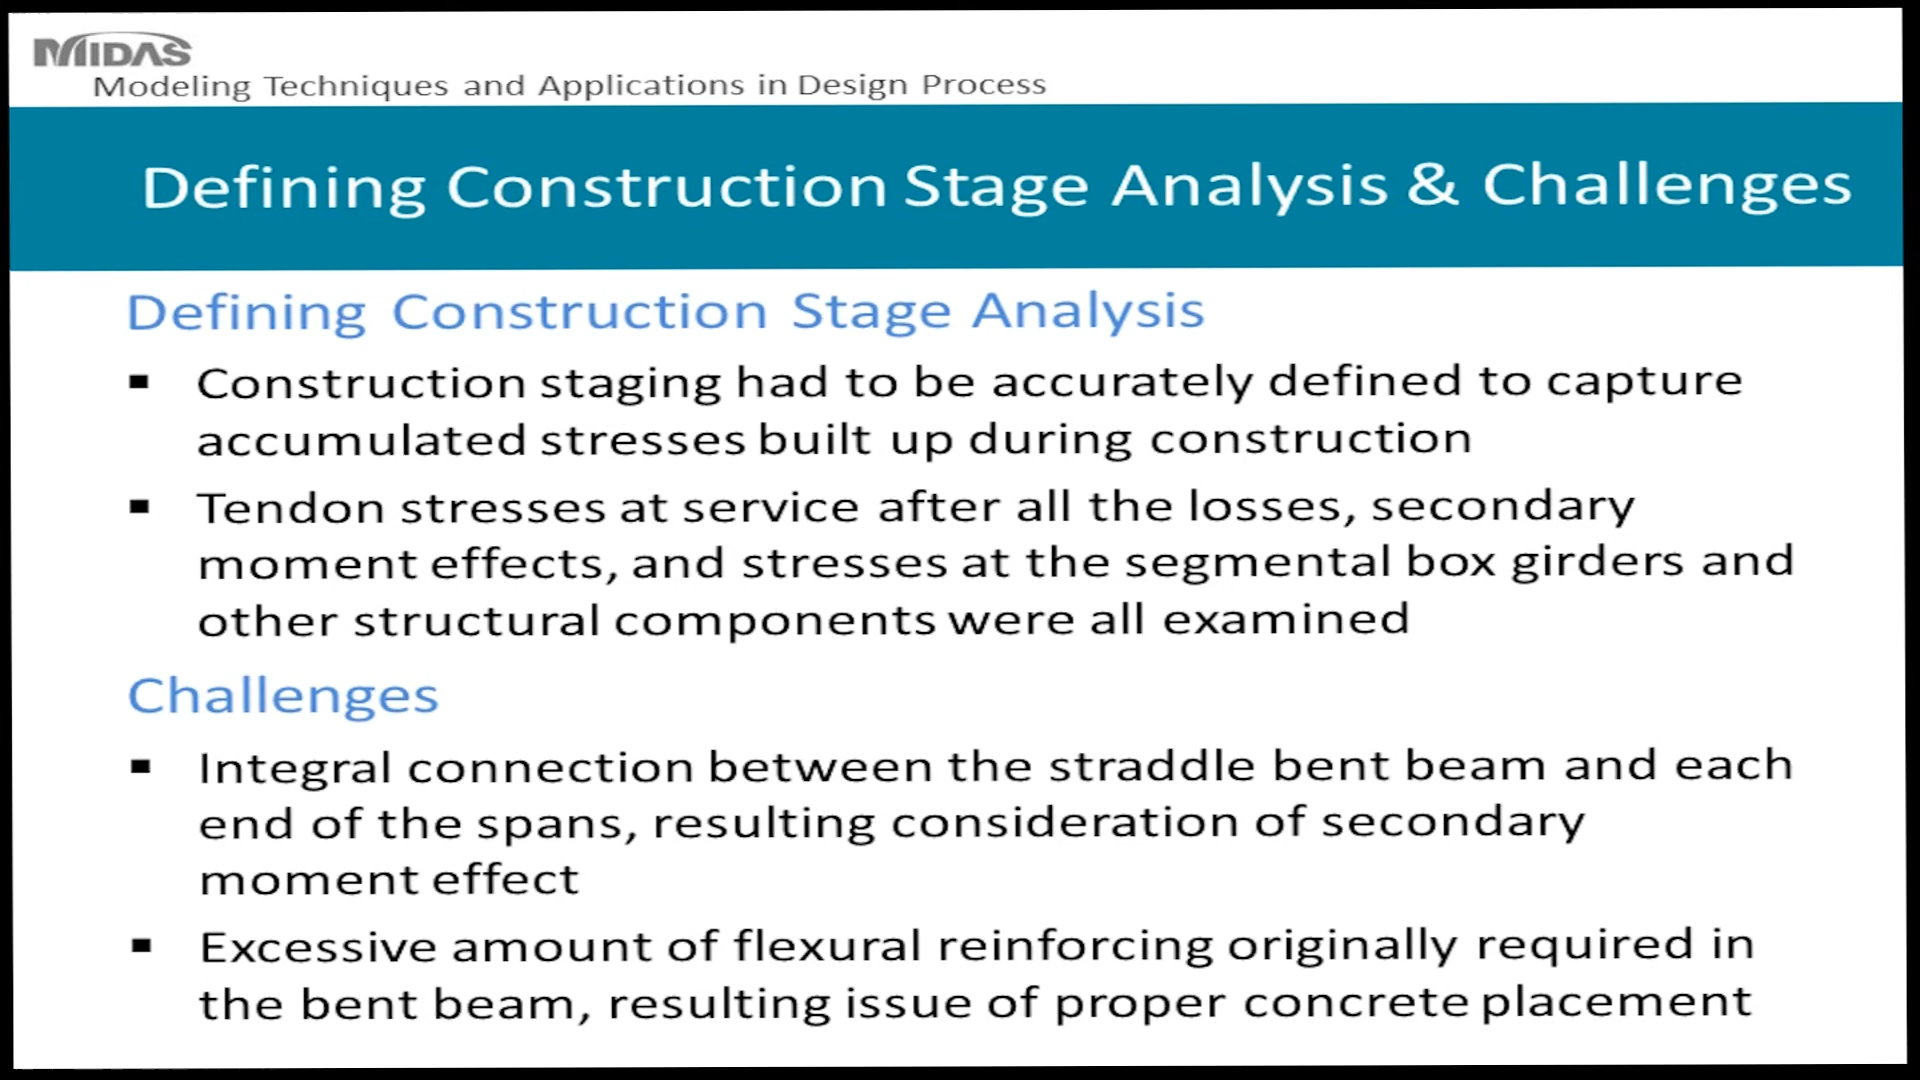 MIDAS
Modeling Techniques and Applications in Design Process
Defining Construction Stage Analysis & Challenges
Defining Construction Stage Analysis
▪ Construction staging had to be accurately defined to capture
accumulated stresses built up during construction
▪ Tendon stresses at service after all the losses, secondary
moment effects, and stresses at the segmental box girders and
other structural components were all examined
Challenges
▪ Integral connection between the straddle bent beam and each
end of the spans, resulting consideration of secondary
moment effect
▪ Excessive amount of flexural reinforcing originally required in
the bent beam, resulting issue of proper concrete placement